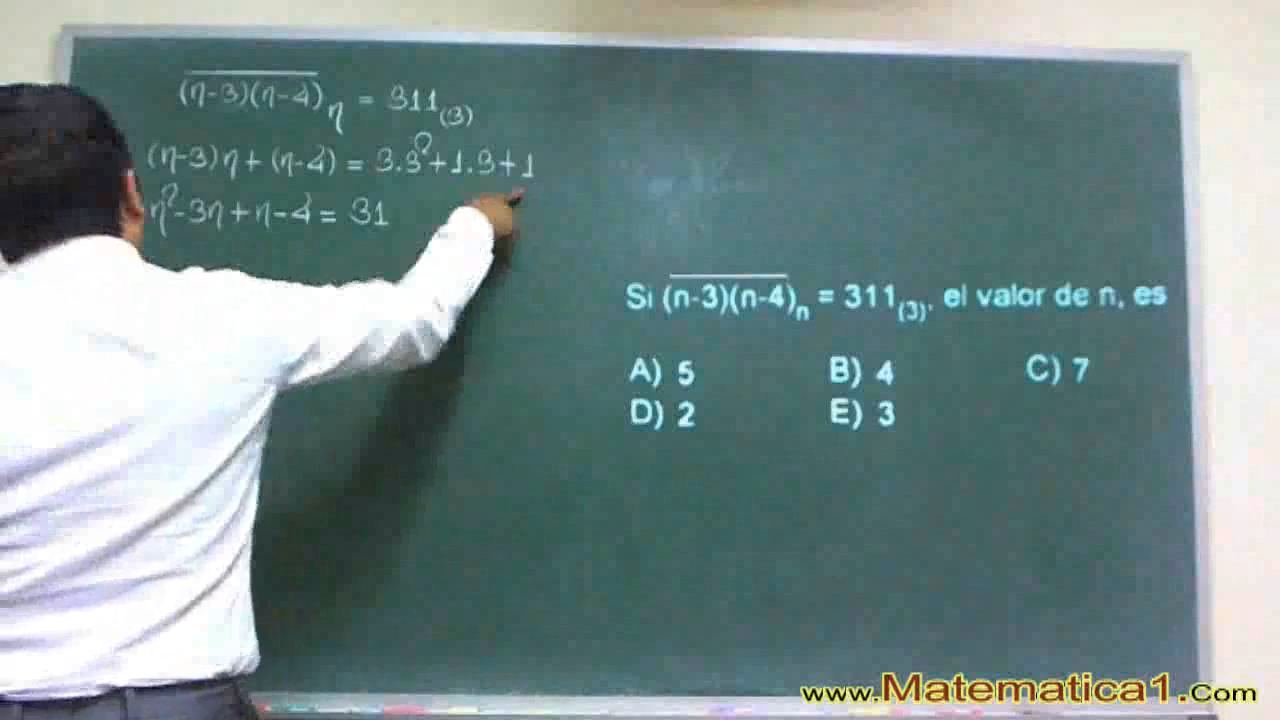 (n-3)(n-4)n = 311(3)
(n-3)n + (n-4) = 3.3²+1.3+1
n²-3n+n-4 = 31
Si (n-3)(n-4)n = 311(3), el valor de n, es
A) 5 B) 4 C) 7
D) 2 E) 3
www.Matematica1.Com